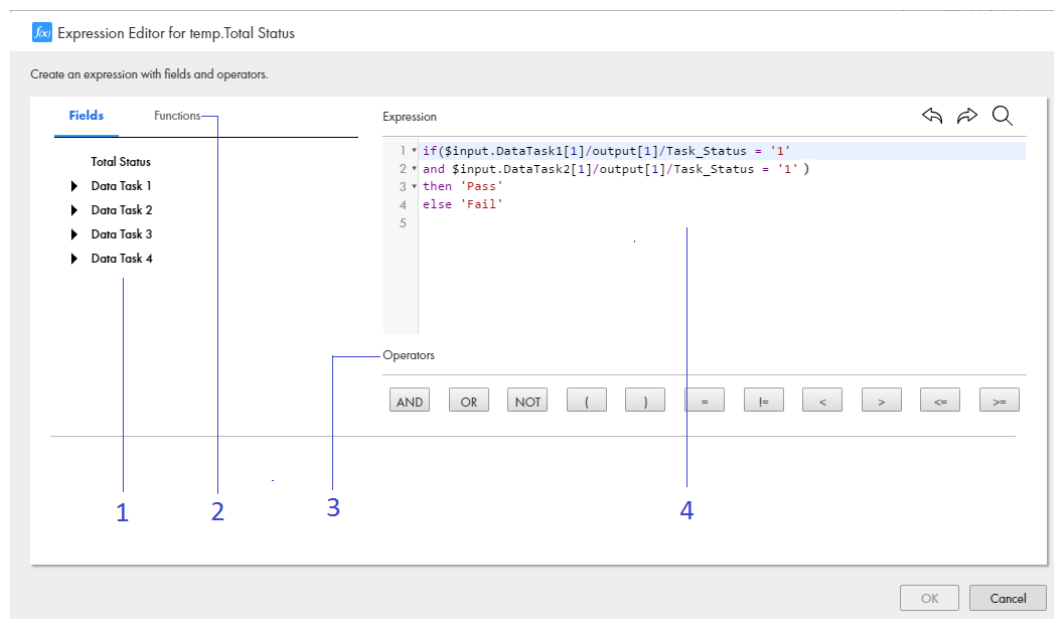 f(x) Expression Editor for temp.Total Status
Create an expression with fields and operators.
Fields Functions
Total Status
Data Task 1
Data Task 2
Data Task 3
Data Task 4
Expression
1 if($input.DataTask1[1]/output[1]/Task_Status = '1'
2 and $input.DataTask2[1]/output[1]/Task_Status = '1' )
3 then 'Pass'
4 else 'Fail'
5
Operators
AND OR NOT ( ) = != < > <= >=
1 2 3 4
OK Cancel